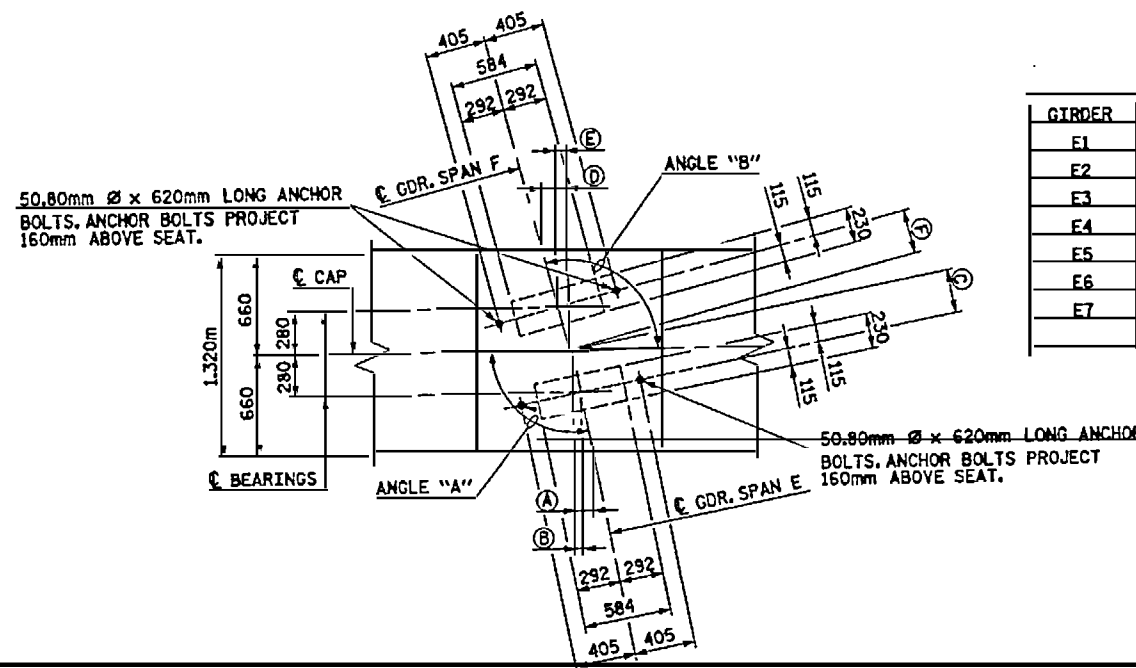 405 405
584
292 292
Ⓔ
℄ GDR. SPAN F
Ⓓ
ANGLE "B"
50.80mm Ø x 620mm LONG ANCHOR
BOLTS. ANCHOR BOLTS PROJECT
160mm ABOVE SEAT.
115
115
230
Ⓕ
Ⓒ
℄ CAP
1.320m
660
660
280
280
230
115
115
℄ BEARINGS
ANGLE "A"
50.80mm Ø x 620mm LONG ANCHOR
BOLTS. ANCHOR BOLTS PROJECT
160mm ABOVE SEAT.
Ⓐ
℄ GDR. SPAN E
Ⓑ
292 292
584
405 405
GIRDER
E1
E2
E3
E4
E5
E6
E7